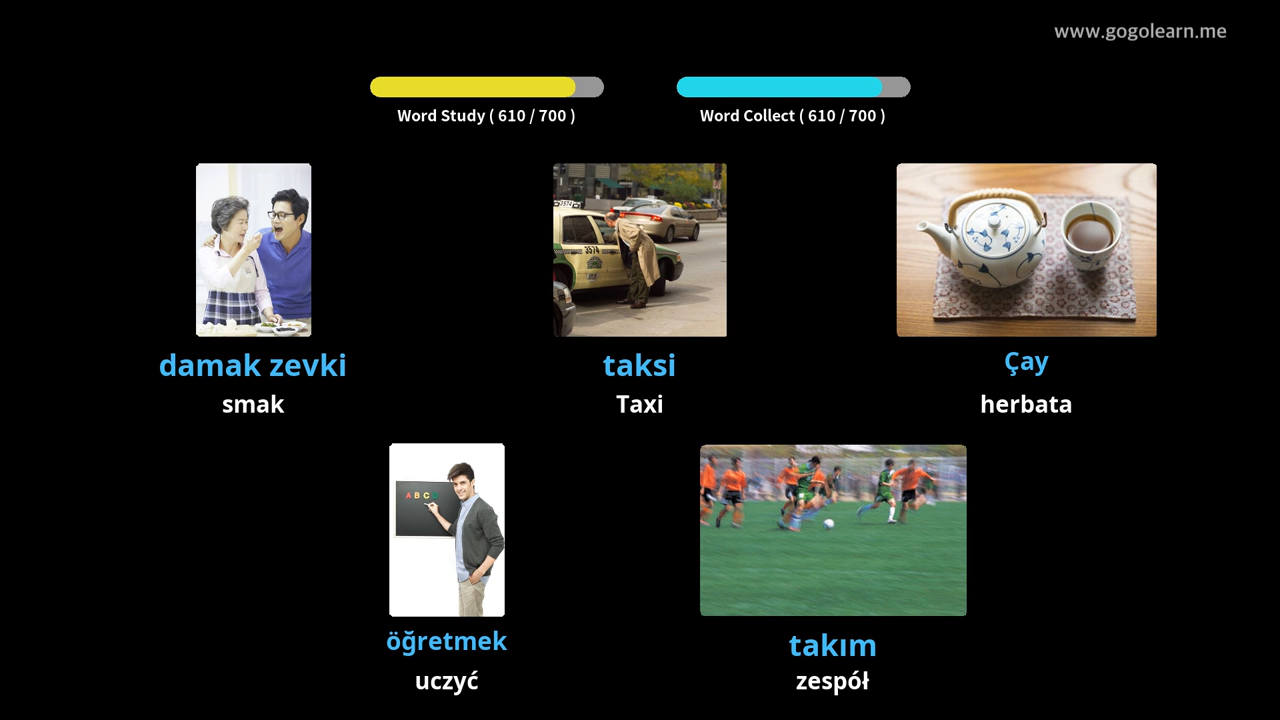 www.gogolearn.me
Word Study ( 610 / 700 )
Word Collect ( 610 / 700 )
damak zevki
smak
taksi
3574
Taxi
Çay
herbata
A B C D
öğretmek
uczyć
takım
zespół